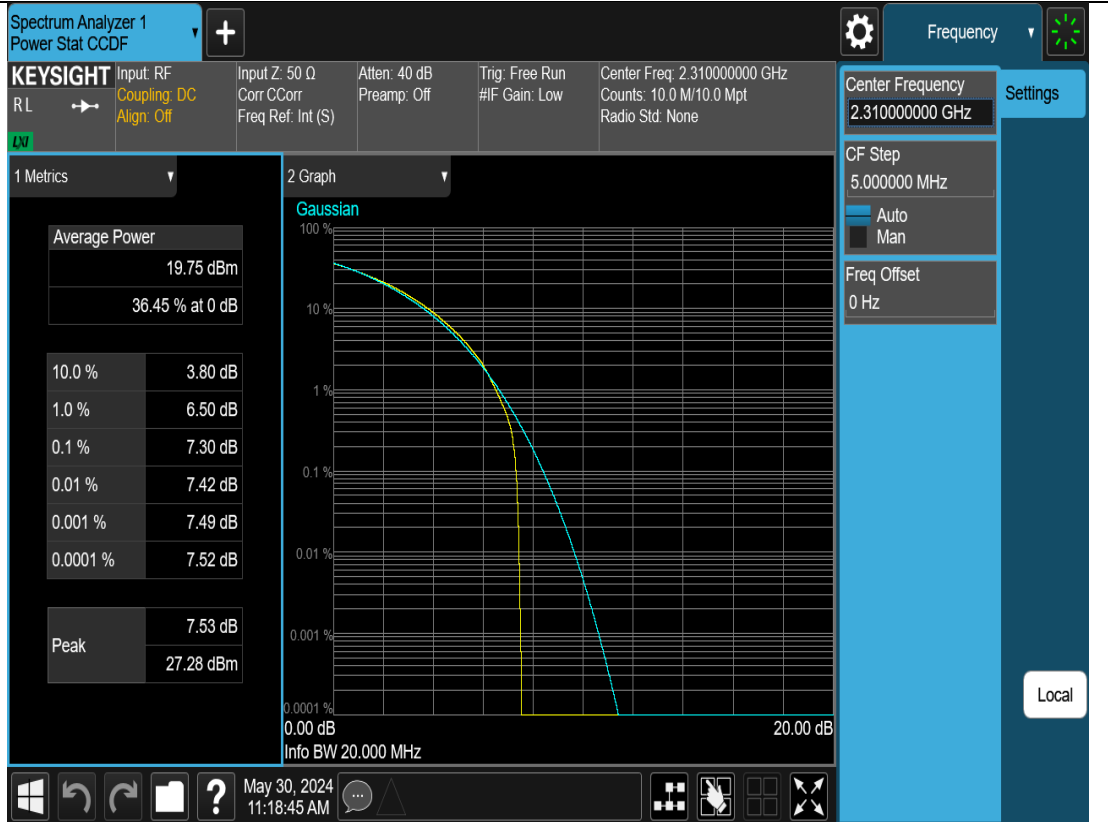 Spectrum Analyzer 1
Power Stat CCDF
+
Frequency
KEYSIGHT
R L
LXI
Input: RF
Coupling: DC
Align: Off
Input Z: 50 Ω
Corr CCorr
Freq Ref: Int (S)
Atten: 40 dB
Preamp: Off
Trig: Free Run
#IF Gain: Low
Center Freq: 2.310000000 GHz
Counts: 10.0 M/10.0 Mpt
Radio Std: None
Center Frequency
2.310000000 GHz
Settings
CF Step
5.000000 MHz
Auto
Man
Freq Offset
0 Hz
Local
1 Metrics
Average Power
19.75 dBm
36.45 % at 0 dB
10.0 % 3.80 dB
1.0 % 6.50 dB
0.1 % 7.30 dB
0.01 % 7.42 dB
0.001 % 7.49 dB
0.0001 % 7.52 dB
Peak
7.53 dB
27.28 dBm
2 Graph
Gaussian
100 %
10 %
1 %
0.1 %
0.01 %
0.001 %
0.0001 %
0.00 dB 20.00 dB
Info BW 20.000 MHz
?
May 30, 2024
11:18:45 AM